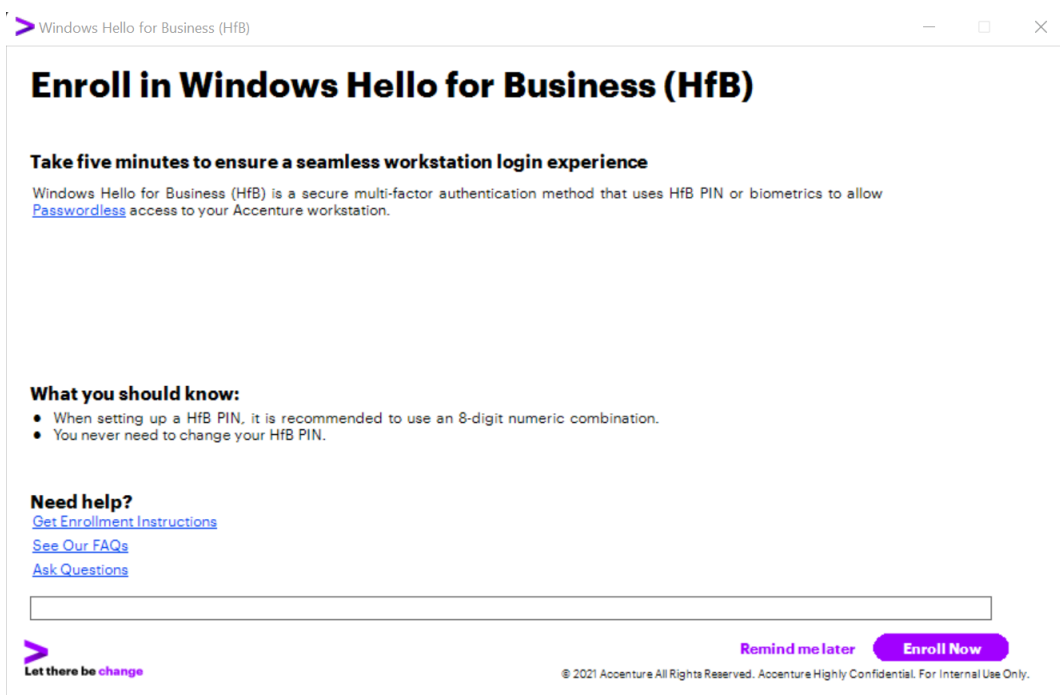 Windows Hello for Business (HfB)
Enroll in Windows Hello for Business (HfB)
Take five minutes to ensure a seamless workstation login experience
Windows Hello for Business (HfB) is a secure multi-factor authentication method that uses HfB PIN or biometrics to allow
Passwordless access to your Accenture workstation.
What you should know:
● When setting up a HfB PIN, it is recommended to use an 8-digit numeric combination.
● You never need to change your HfB PIN.
Need help?
Get Enrollment Instructions
See Our FAQs
Ask Questions
Remind me later
Enroll Now
Let there be change
© 2021 Accenture All Rights Reserved. Accenture Highly Confidential. For Internal Use Only.